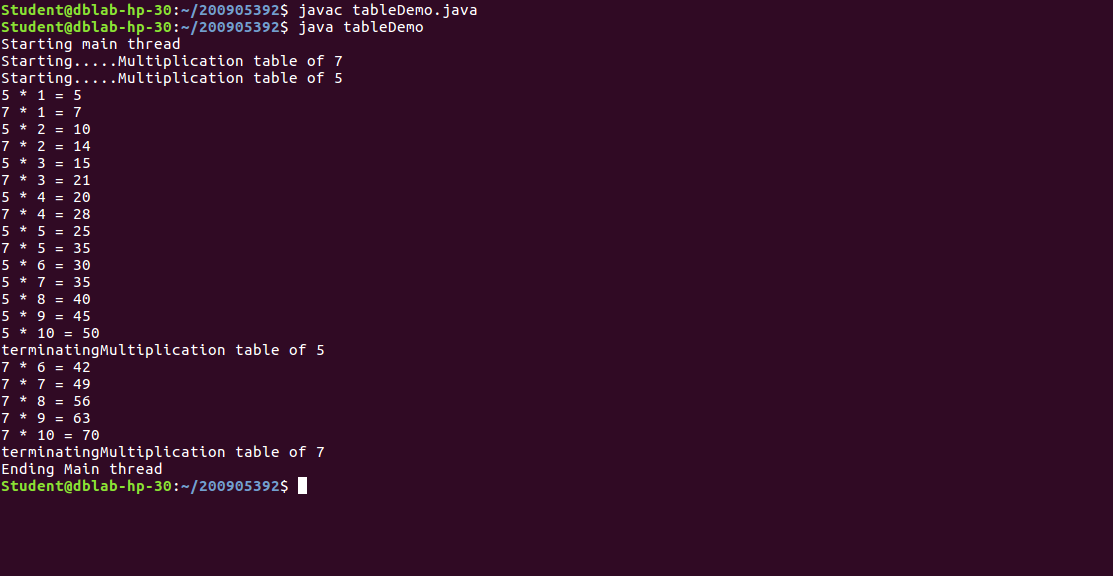 Student@dblab-hp-30:~/200905392$ javac tableDemo.java
Student@dblab-hp-30:~/200905392$ java tableDemo
Starting main thread
Starting.....Multiplication table of 7
Starting.....Multiplication table of 5
5 * 1 = 5
7 * 1 = 7
5 * 2 = 10
7 * 2 = 14
5 * 3 = 15
7 * 3 = 21
5 * 4 = 20
7 * 4 = 28
5 * 5 = 25
7 * 5 = 35
5 * 6 = 30
5 * 7 = 35
5 * 8 = 40
5 * 9 = 45
5 * 10 = 50
terminatingMultiplication table of 5
7 * 6 = 42
7 * 7 = 49
7 * 8 = 56
7 * 9 = 63
7 * 10 = 70
terminatingMultiplication table of 7
Ending Main thread
Student@dblab-hp-30:~/200905392$